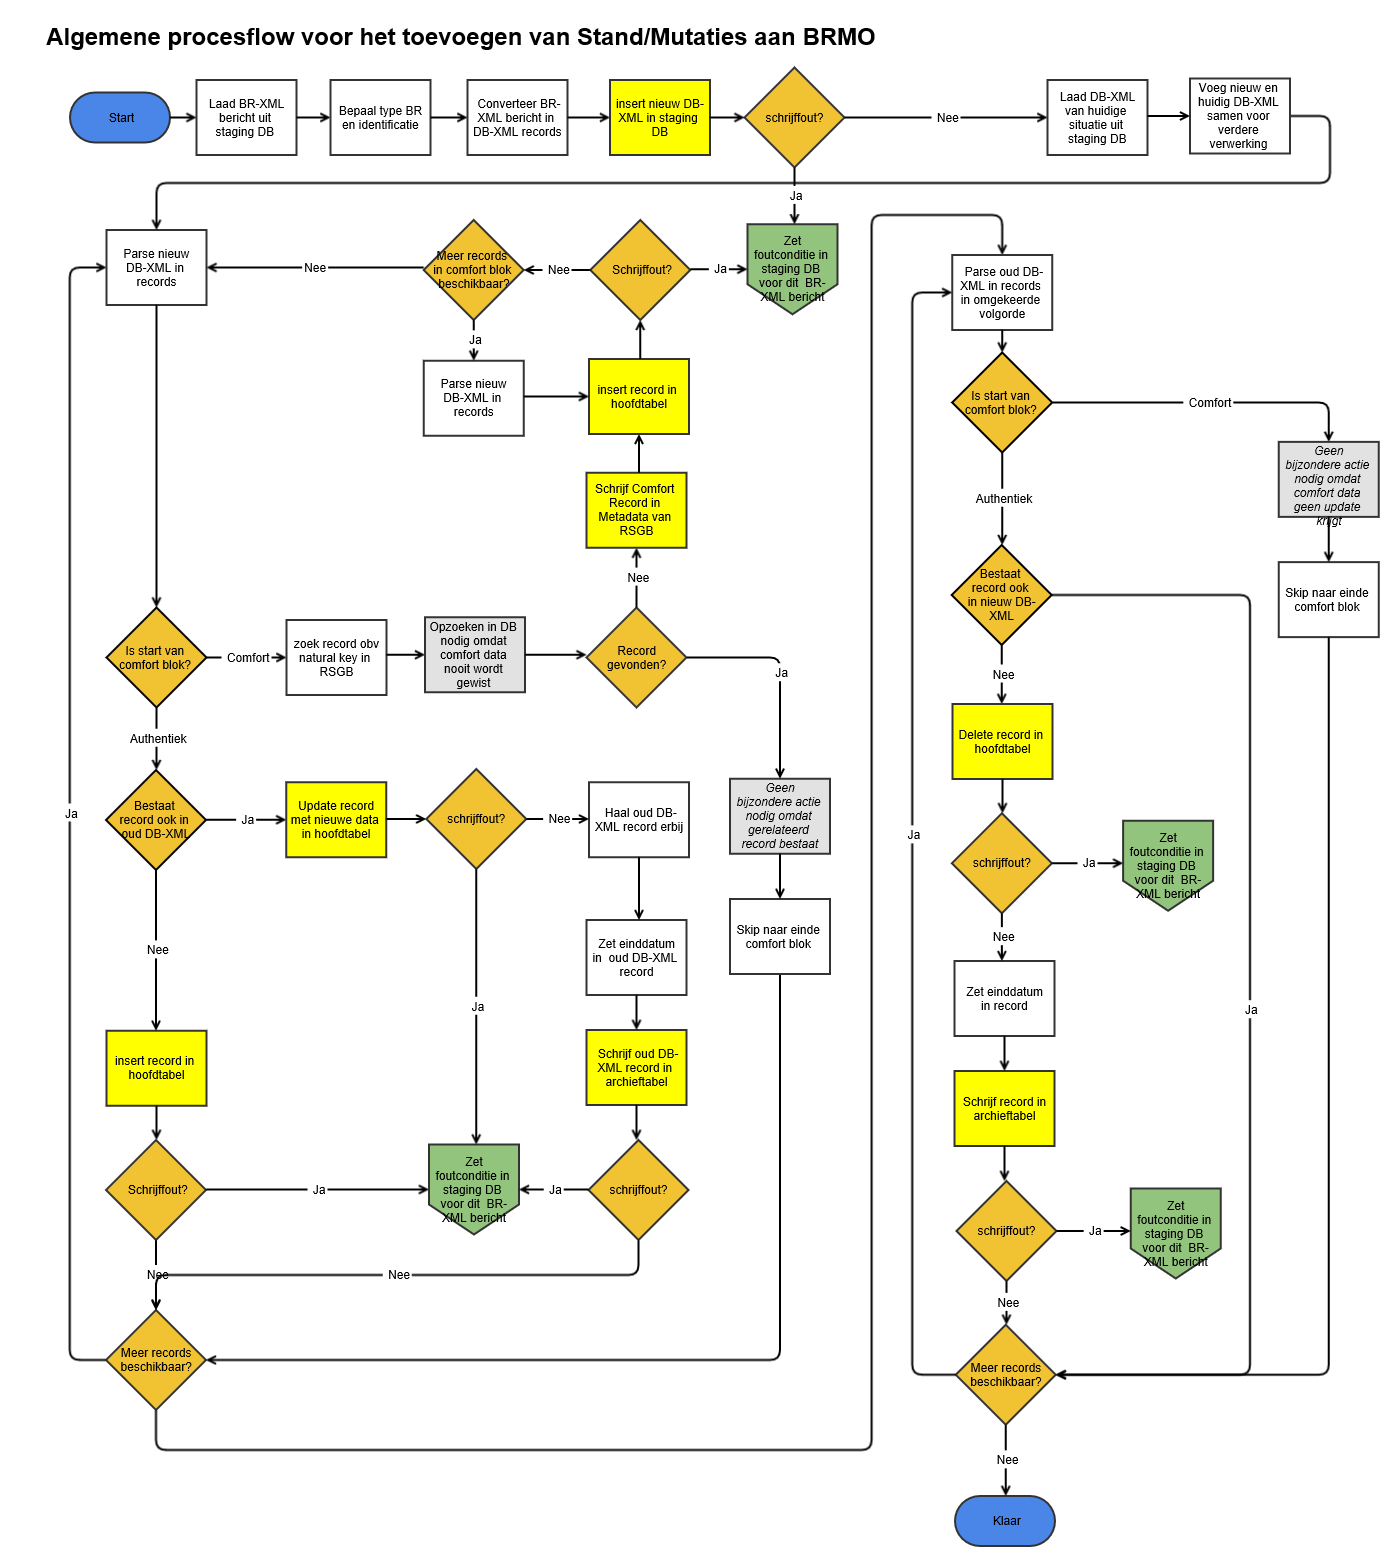 Algemene procesflow voor het toevoegen van Stand/Mutaties aan BRMO
Start
Laad BR-XML
bericht uit
staging DB
Bepaal type BR
en identificatie
Converteer BR-
XML bericht in
DB-XML records
insert nieuw DB-
XML in staging
DB
schrijffout?
Nee
Laad DB-XML
van huidige
situatie uit
staging DB
Voeg nieuw en
huidig DB-XML
samen voor
verdere
verwerking
Ja
Zet
foutconditie in
staging DB
voor dit BR-
XML bericht
Parse nieuw
DB-XML in
records
Nee
Meer records
in comfort blok
beschikbaar?
Nee
Schrijffout?
Ja
Ja
Parse nieuw
DB-XML in
records
insert record in
hoofdtabel
Schrijf Comfort
Record in
Metadata van
RSGB
Nee
Is start van
comfort blok?
Comfort
zoek record obv
natural key in
RSGB
Opzoeken in DB
nodig omdat
comfort data
nooit wordt
gewist
Record
gevonden?
Ja
Authentiek
Geen
bijzondere actie
nodig omdat
gerelateerd
record bestaat
Skip naar einde
comfort blok
Bestaat
record ook in
oud DB-XML
Ja
Update record
met nieuwe data
in hoofdtabel
schrijffout?
Nee
Haal oud DB-
XML record erbij
Ja
Zet einddatum
in oud DB-XML
record
Schrijf oud DB-
XML record in
archieftabel
Nee
insert record in
hoofdtabel
Schrijffout?
Ja
Zet
foutconditie in
staging DB
voor dit BR-
XML bericht
Ja
schrijffout?
Nee
Nee
Meer records
beschikbaar?
Ja
Parse oud DB-
XML in records
in omgekeerde
volgorde
Is start van
comfort blok?
Comfort
Geen
bijzondere actie
nodig omdat
comfort data
geen update
krijgt
Skip naar einde
comfort blok
Authentiek
Bestaat
record ook
in nieuw DB-
XML
Nee
Delete record in
hoofdtabel
schrijffout?
Ja
Zet
foutconditie in
staging DB
voor dit BR-
XML bericht
Ja
Nee
Zet einddatum
in record
Ja
Schrijf record in
archieftabel
schrijffout?
Ja
Zet
foutconditie in
staging DB
voor dit BR-
XML bericht
Nee
Meer records
beschikbaar?
Nee
Klaar